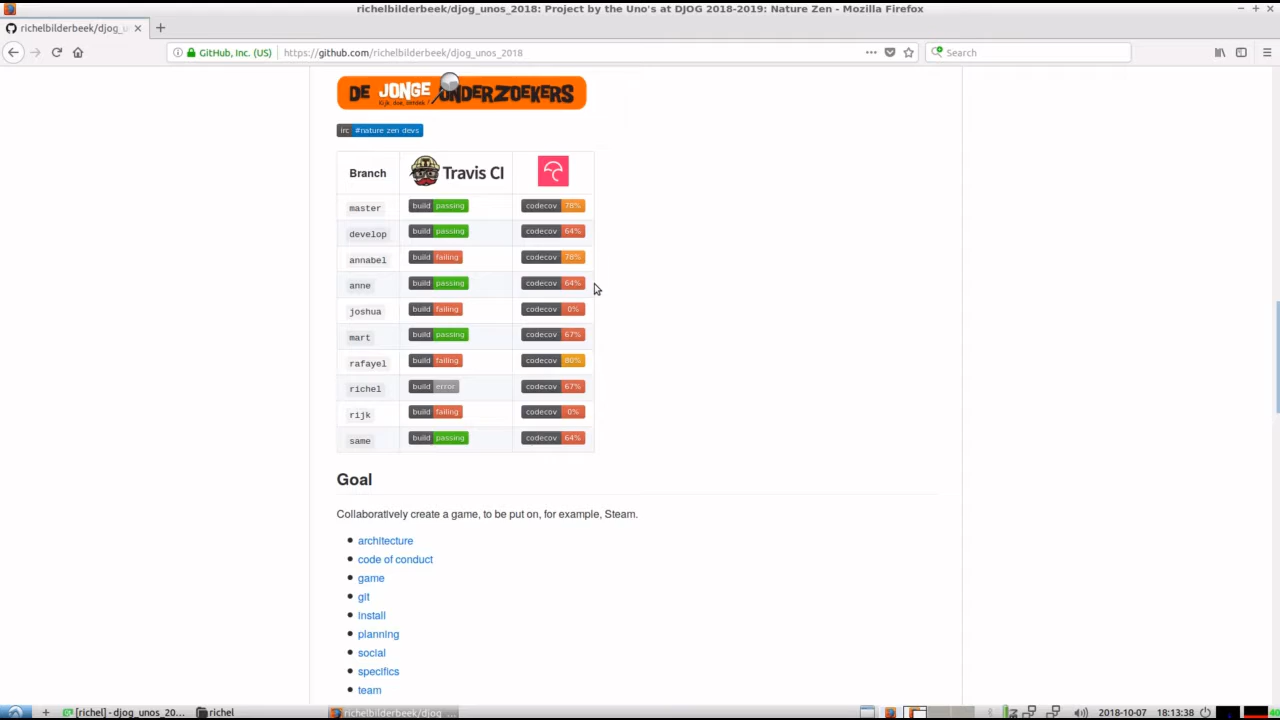 richelbilderbeek/djog_unos_2018: Project by the Uno's at DJOG 2018-2019: Nature Zen - Mozilla Firefox
richelbilderbeek/djog_u
GitHub, Inc. (US) https://github.com/richelbilderbeek/djog_unos_2018 Search
DE JONGE ONDERZOEKERS
kijk, doe, ontdek!
irc #nature zen devs
Branch Travis CI
master build passing codecov 78%
develop build passing codecov 64%
annabel build failing codecov 78%
anne build passing codecov 64%
joshua build failing codecov 0%
mart build passing codecov 67%
rafayel build failing codecov 80%
richel build error codecov 67%
rijk build failing codecov 0%
same build passing codecov 64%
Goal
Collaboratively create a game, to be put on, for example, Steam.
architecture
code of conduct
game
git
install
planning
social
specifics
team
[richel] - djog_unos_20... richel richelbilderbeek/djog ... 2018-10-07 18:13:38